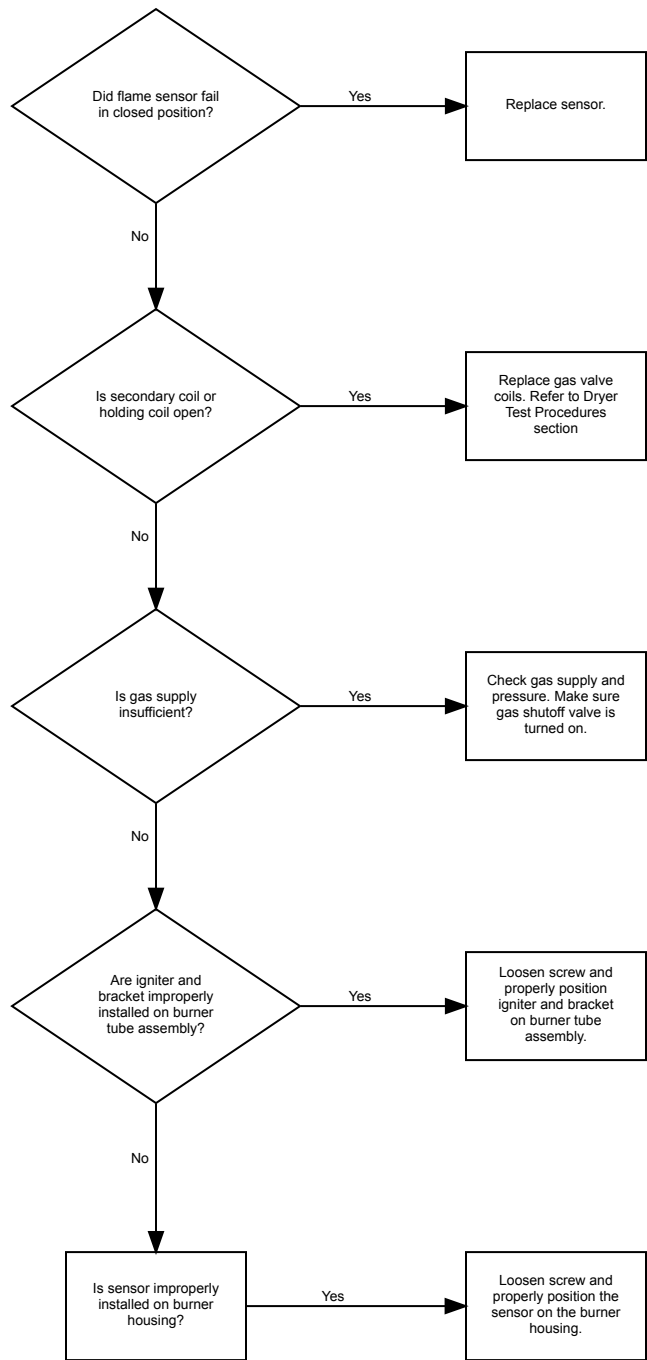 Did flame sensor fail
in closed position?
Yes
Replace sensor.
No
Is secondary coil or
holding coil open?
Yes
Replace gas valve
coils. Refer to Dryer
Test Procedures
section
No
Is gas supply
insufficient?
Yes
Check gas supply and
pressure. Make sure
gas shutoff valve is
turned on.
No
Are igniter and
bracket improperly
installed on burner
tube assembly?
Yes
Loosen screw and
properly position
igniter and bracket
on burner tube
assembly.
No
Is sensor improperly
installed on burner
housing?
Yes
Loosen screw and
properly position the
sensor on the burner
housing.